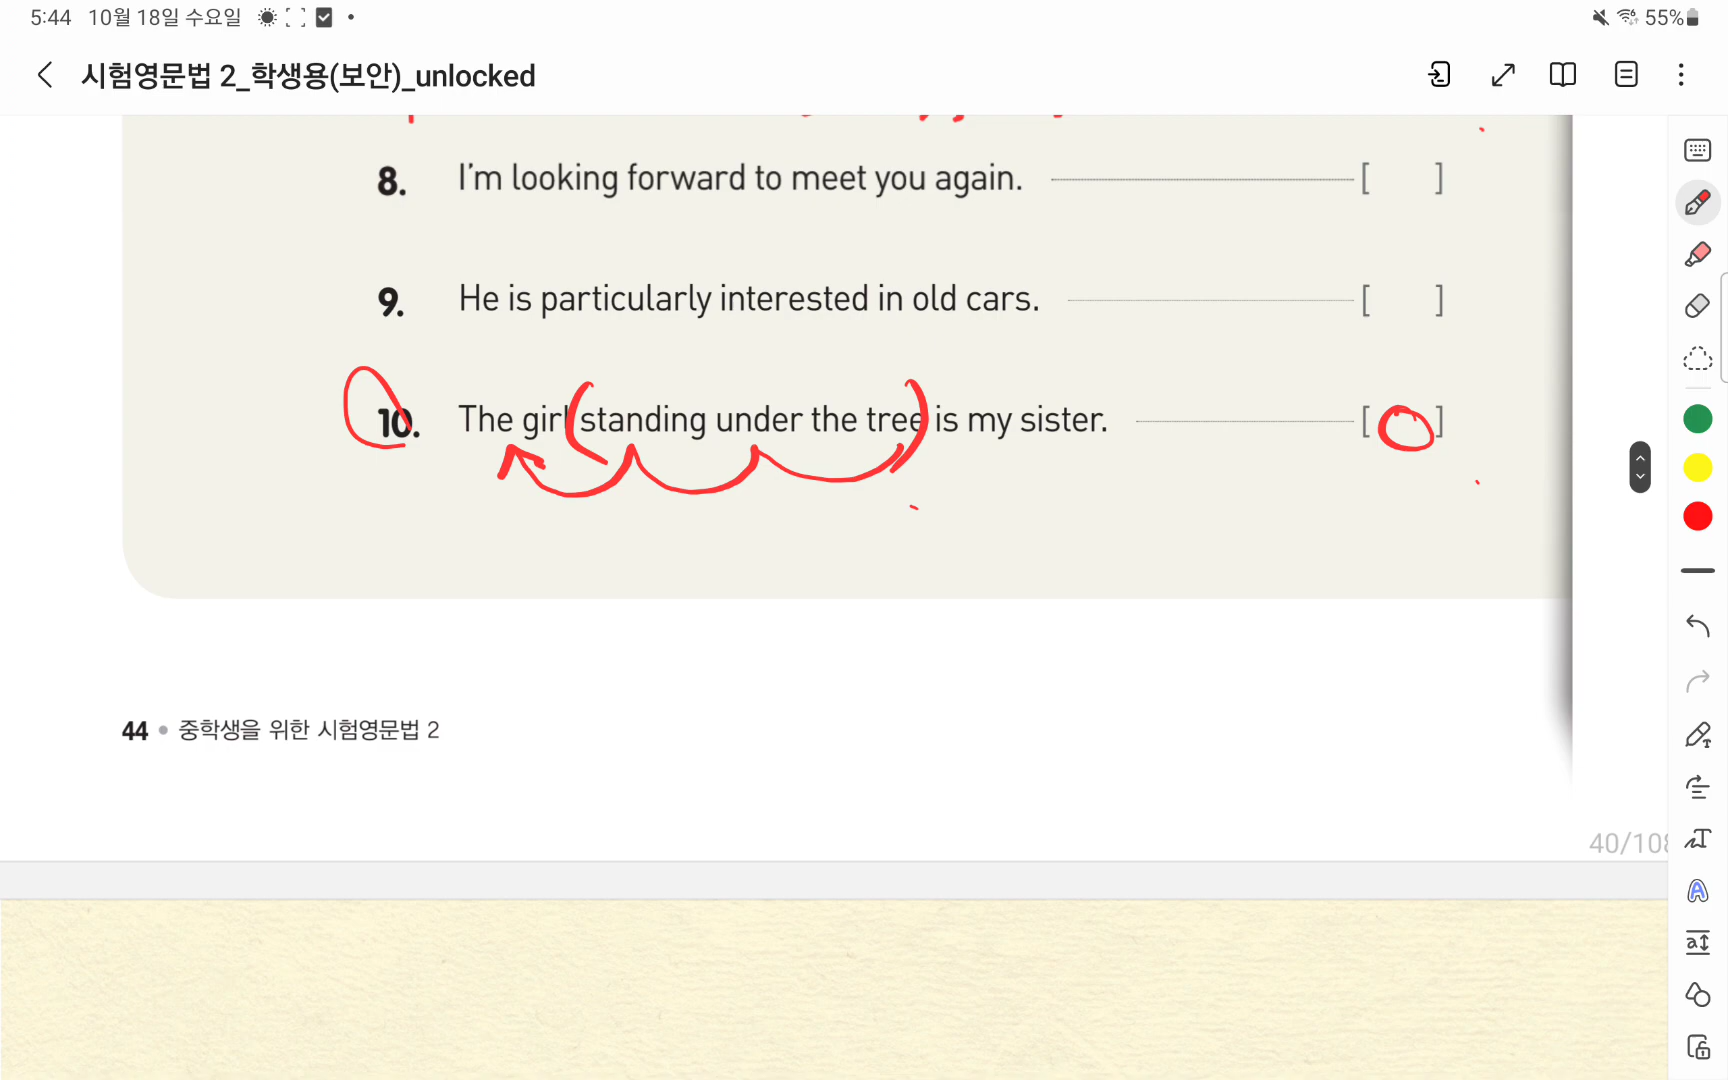 5:44 10월 18일 수요일
55%
시험영문법 2_학생용(보안)_unlocked
8. I'm looking forward to meet you again. [ ]
9. He is particularly interested in old cars. [ ]
10. The girl (standing under the tree) is my sister. [ O ]
44 • 중학생을 위한 시험영문법 2
40/108